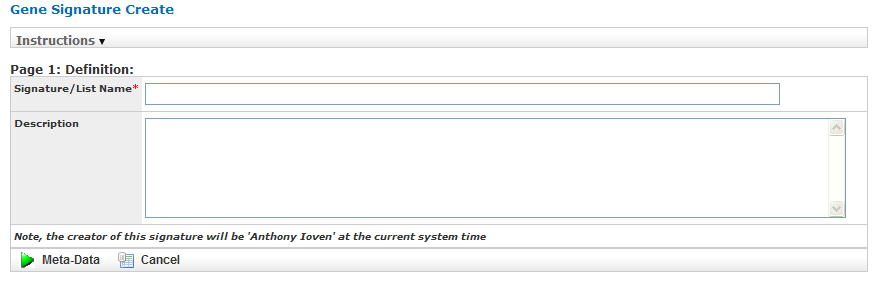 Gene Signature Create
Instructions ▼
Page 1: Definition:
Signature/List Name*
Description
Note, the creator of this signature will be 'Anthony Ioven' at the current system time
Meta-Data Cancel